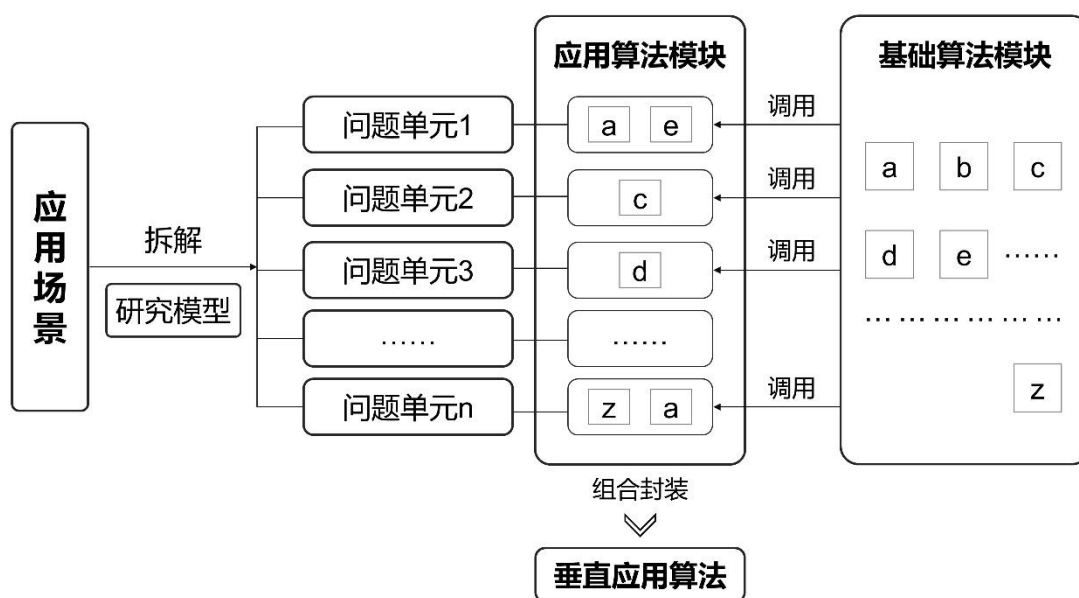 应用场景
拆解
研究模型
问题单元1
问题单元2
问题单元3
……
问题单元n
应用算法模块
a e
c
d
……
z a
组合封装
垂直应用算法
调用
调用
调用
调用
基础算法模块
a b c
d e ……
… … … … … …
z